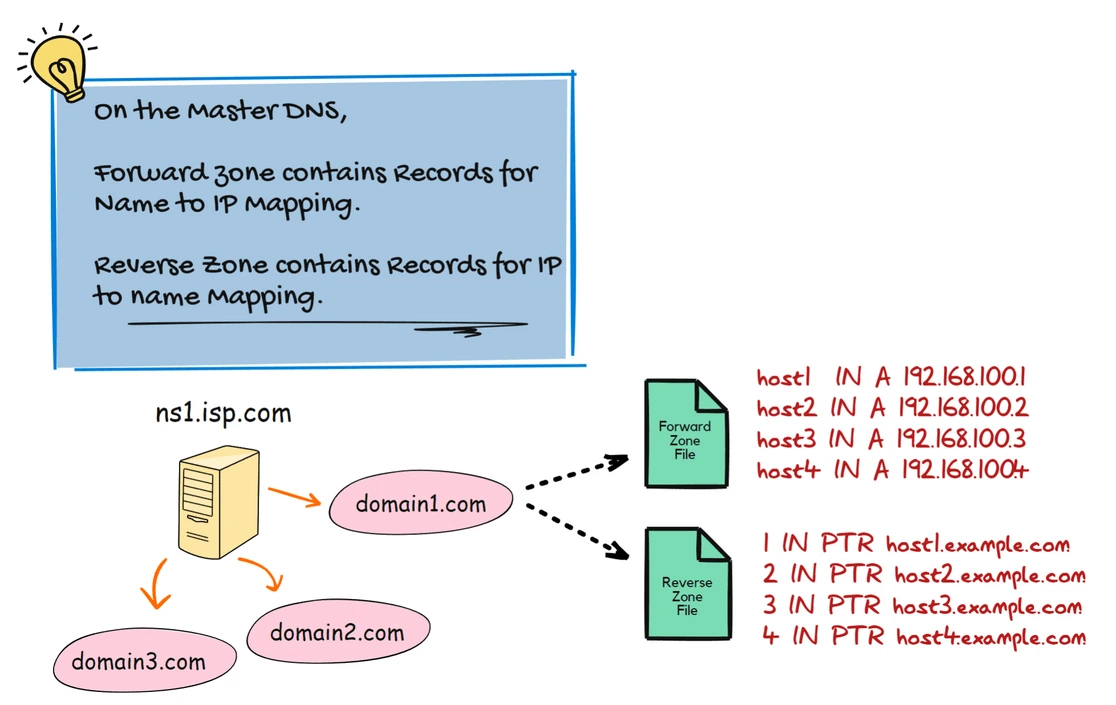 On the Master DNS,
Forward zone contains Records for
Name to IP Mapping.
Reverse Zone contains Records for IP
to name Mapping.
ns1.isp.com
domain1.com
domain2.com
domain3.com
Forward
Zone
File
host1 IN A 192.168.100.1
host2 IN A 192.168.100.2
host3 IN A 192.168.100.3
host4 IN A 192.168.100.4
Reverse
Zone
File
1 IN PTR host1.example.com
2 IN PTR host2.example.com
3 IN PTR host3.example.com
4 IN PTR host4.example.com